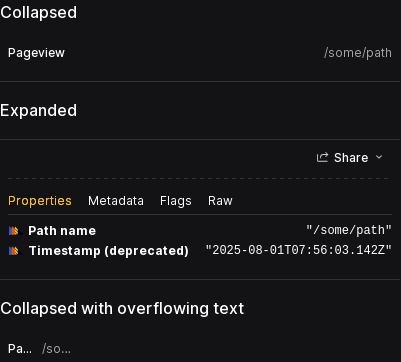 Collapsed
Pageview /some/path
Expanded
Share
Properties Metadata Flags Raw
Path name "/some/path"
Timestamp (deprecated) "2025-08-01T07:56:03.142Z"
Collapsed with overflowing text
Pa... /so...